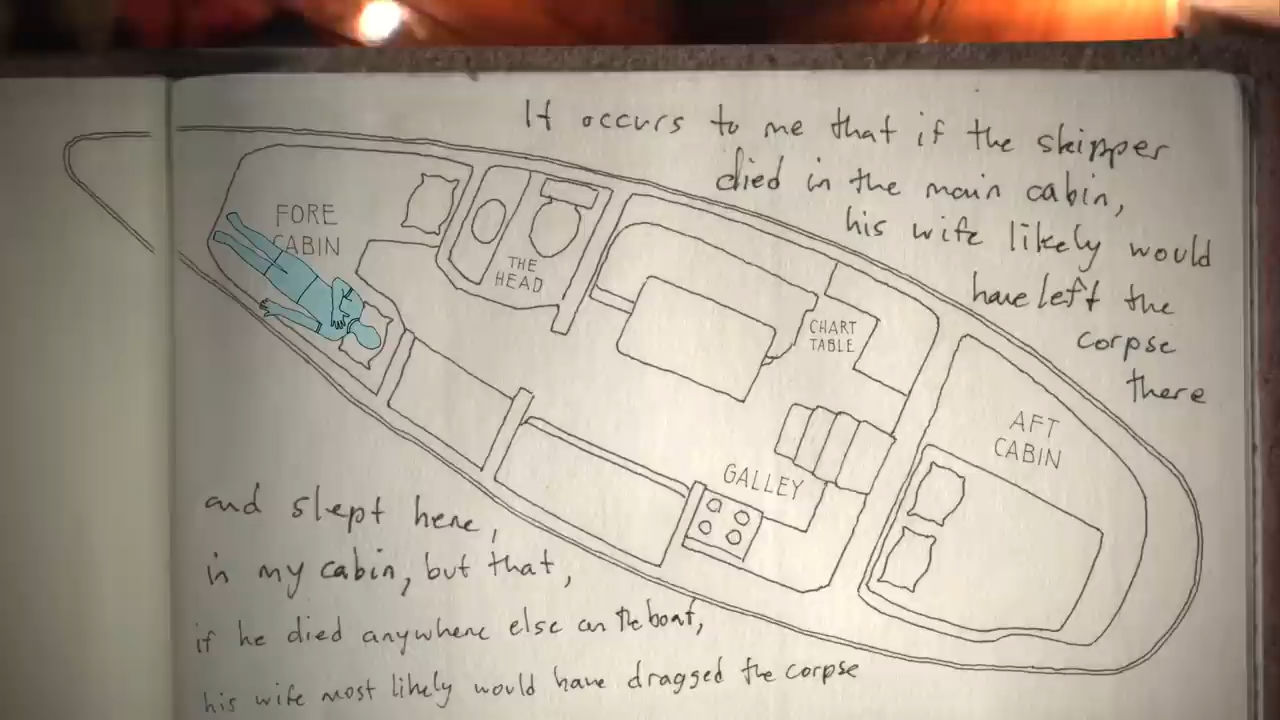 It occurs to me that if the skipper
died in the main cabin,
his wife likely would
have left the
corpse
there
FORE
CABIN
THE
HEAD
CHART
TABLE
AFT
CABIN
GALLEY
and slept here,
in my cabin, but that,
if he died anywhere else on the boat,
his wife most likely would have dragged the corpse